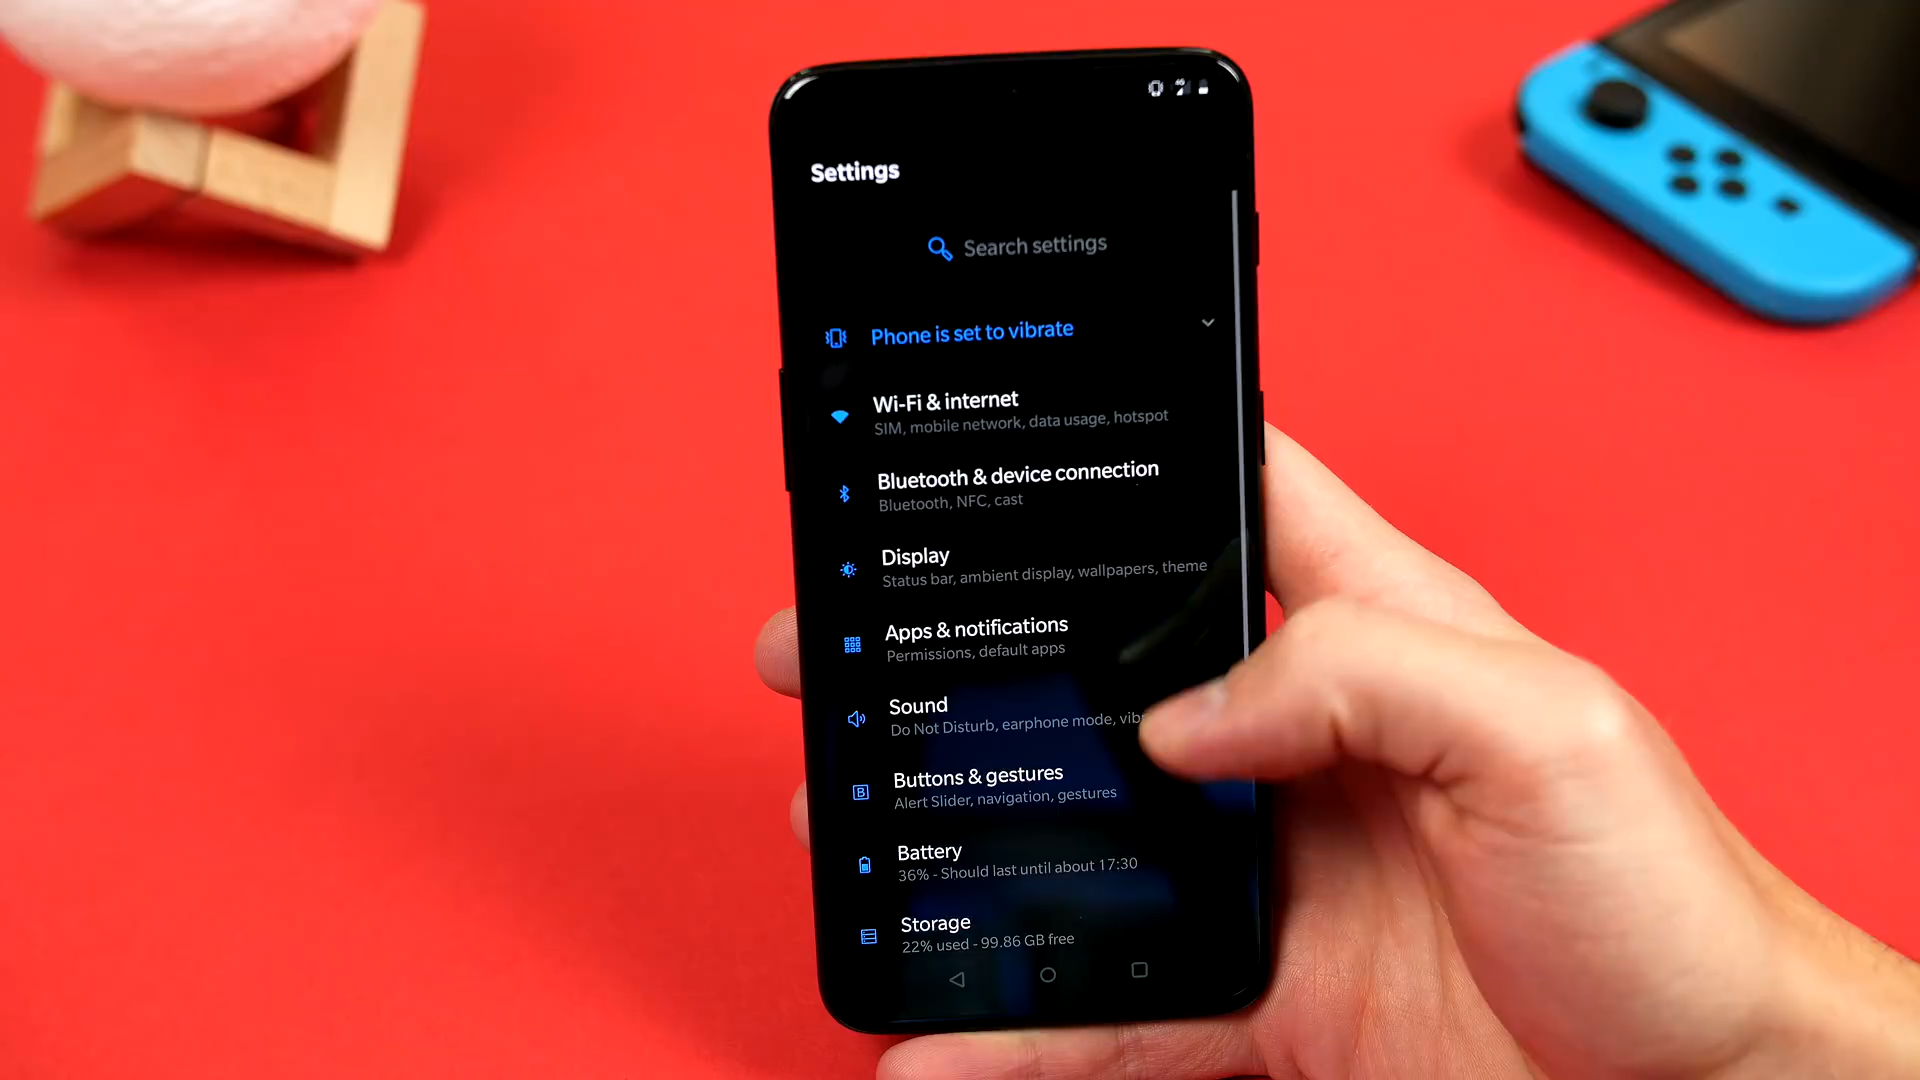 Settings
Search settings
Phone is set to vibrate
Wi-Fi & internet
SIM, mobile network, data usage, hotspot
Bluetooth & device connection
Bluetooth, NFC, cast
Display
Status bar, ambient display, wallpapers, theme
Apps & notifications
Permissions, default apps
Sound
Do Not Disturb, earphone mode,
Buttons & gestures
Alert Slider, navigation, gestures
Battery
36% - Should last until about 17:30
Storage
22% used - 99.86 GB free